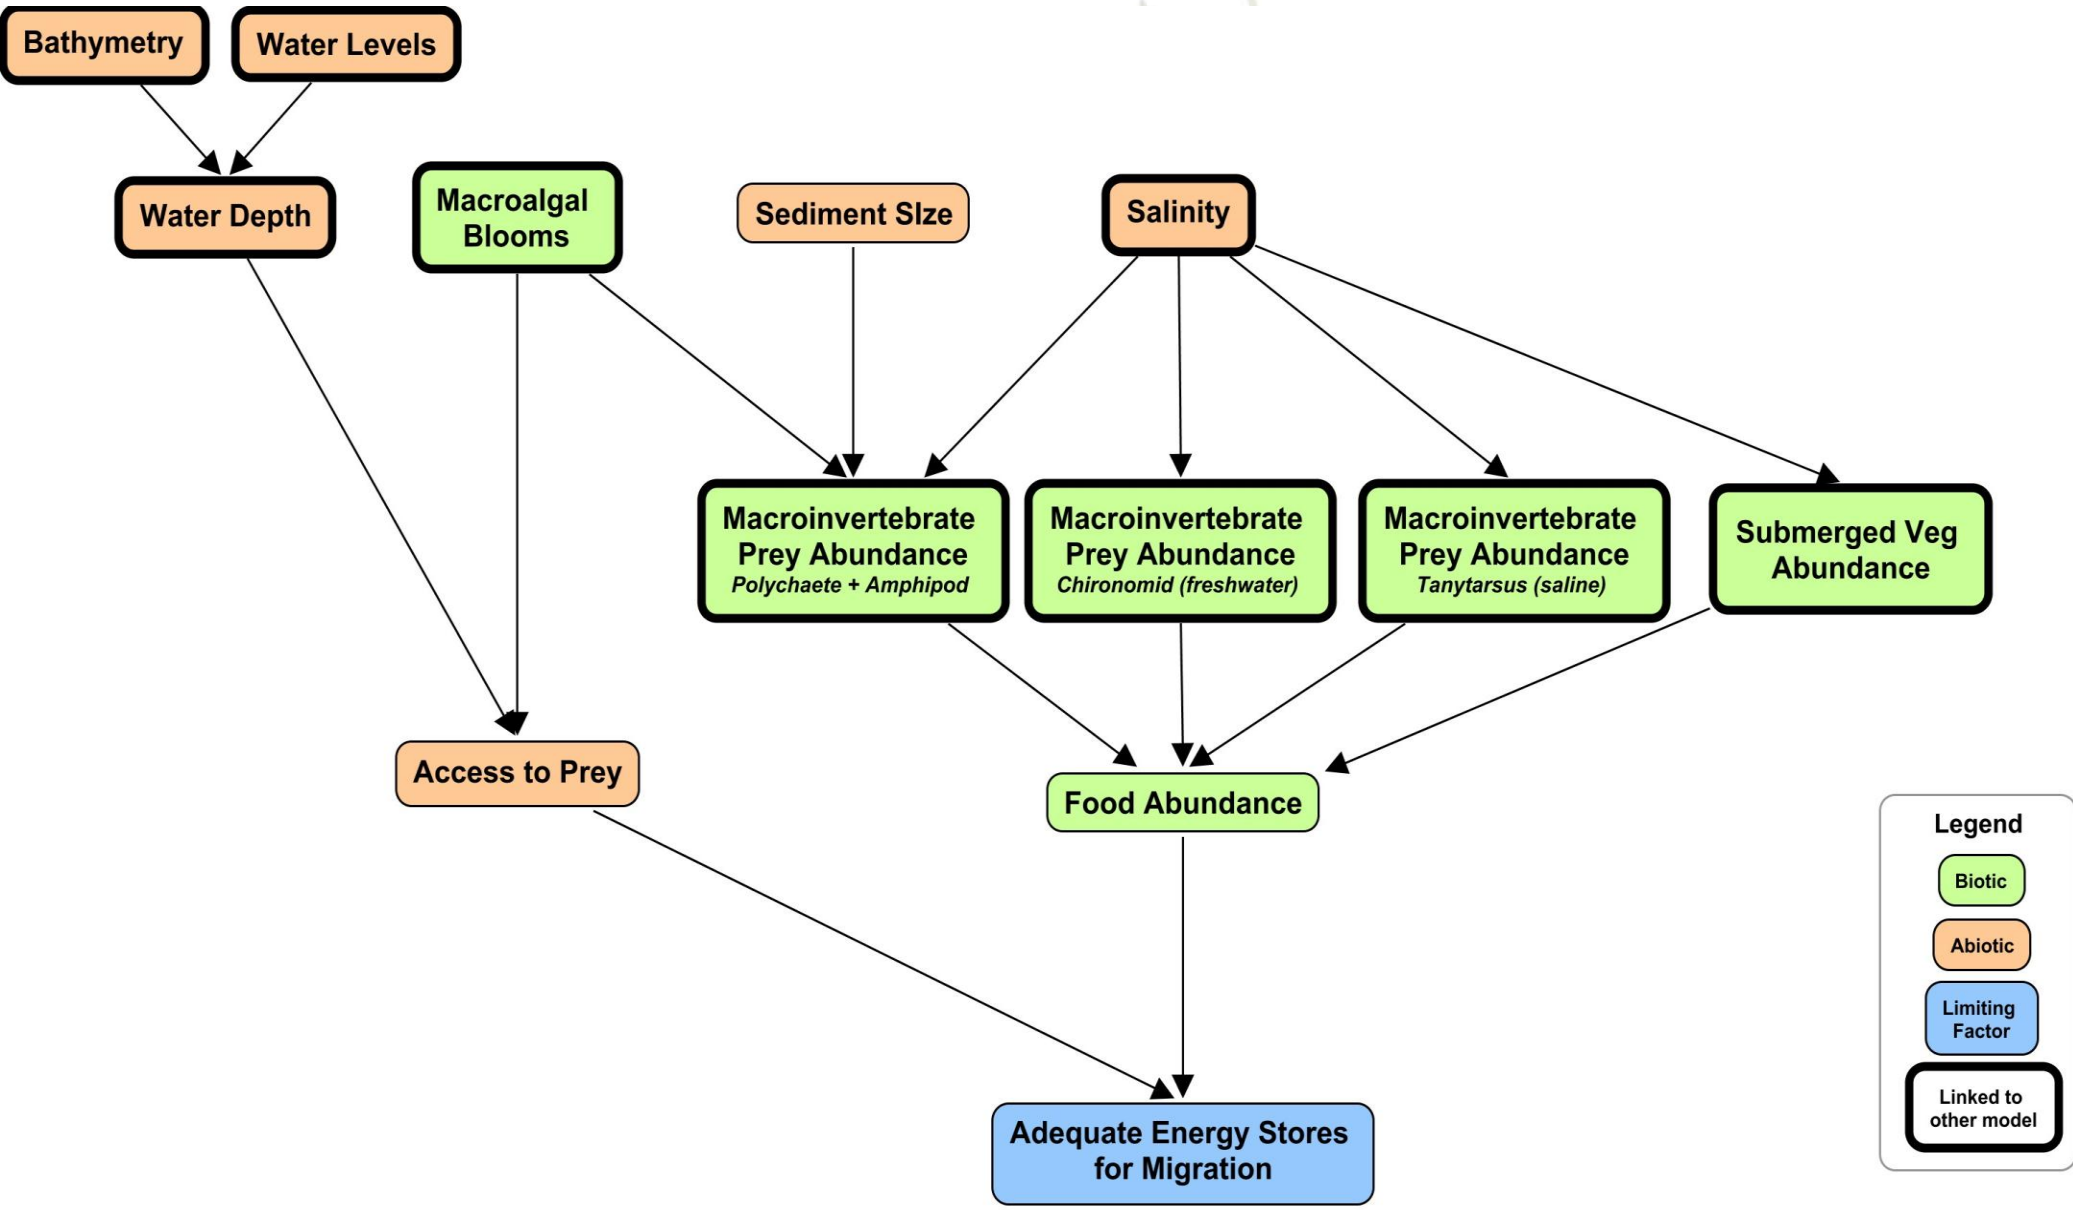 Bathymetry
Water Levels
Water Depth
Macroalgal
Blooms
Sediment SIze
Salinity
Macroinvertebrate
Prey Abundance
Polychaete + Amphipod
Macroinvertebrate
Prey Abundance
Chironomid (freshwater)
Macroinvertebrate
Prey Abundance
Tanytarsus (saline)
Submerged Veg
Abundance
Access to Prey
Food Abundance
Adequate Energy Stores
for Migration
Legend
Biotic
Abiotic
Limiting
Factor
Linked to
other model